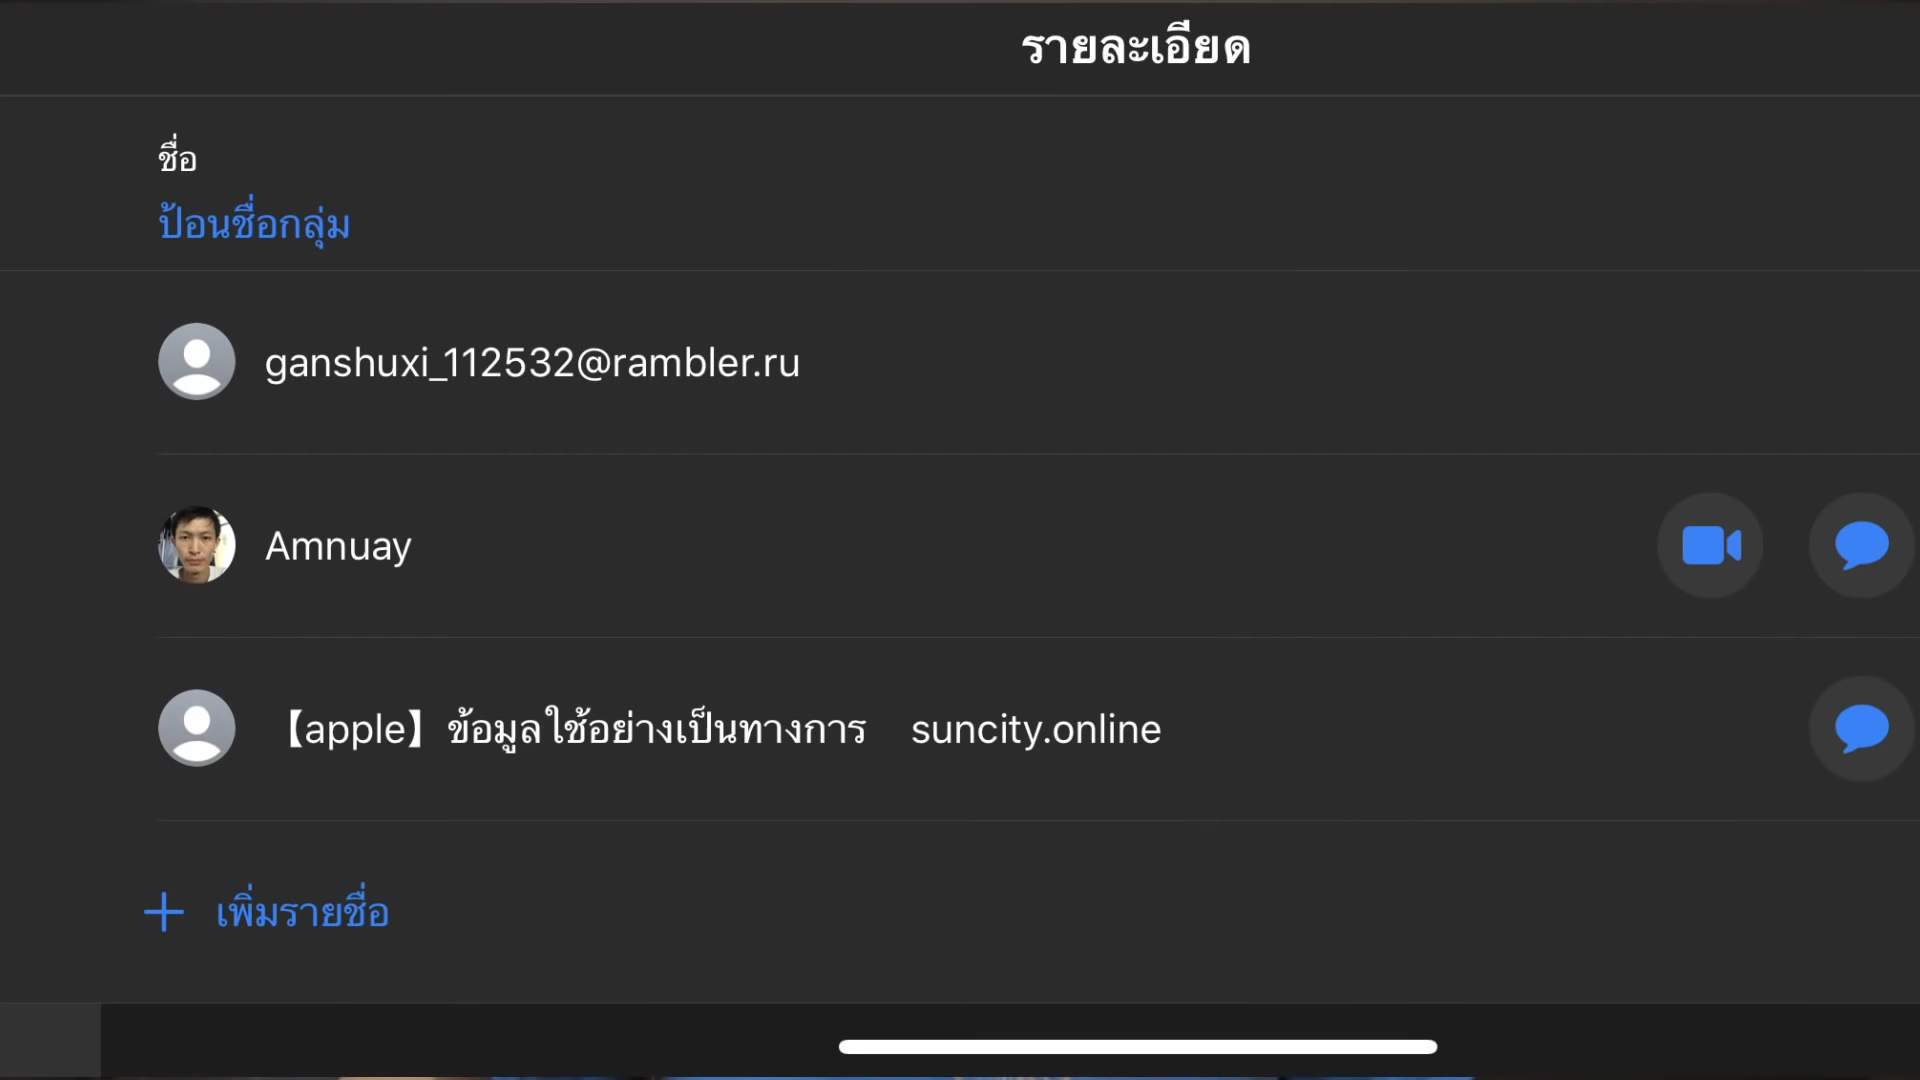 รายละเอียด
ชื่อ
ป้อนชื่อกลุ่ม
ganshuxi_112532@rambler.ru
Amnuay
【apple】ข้อมูลใช้อย่างเป็นทางการ suncity.online
เพิ่มรายชื่อ